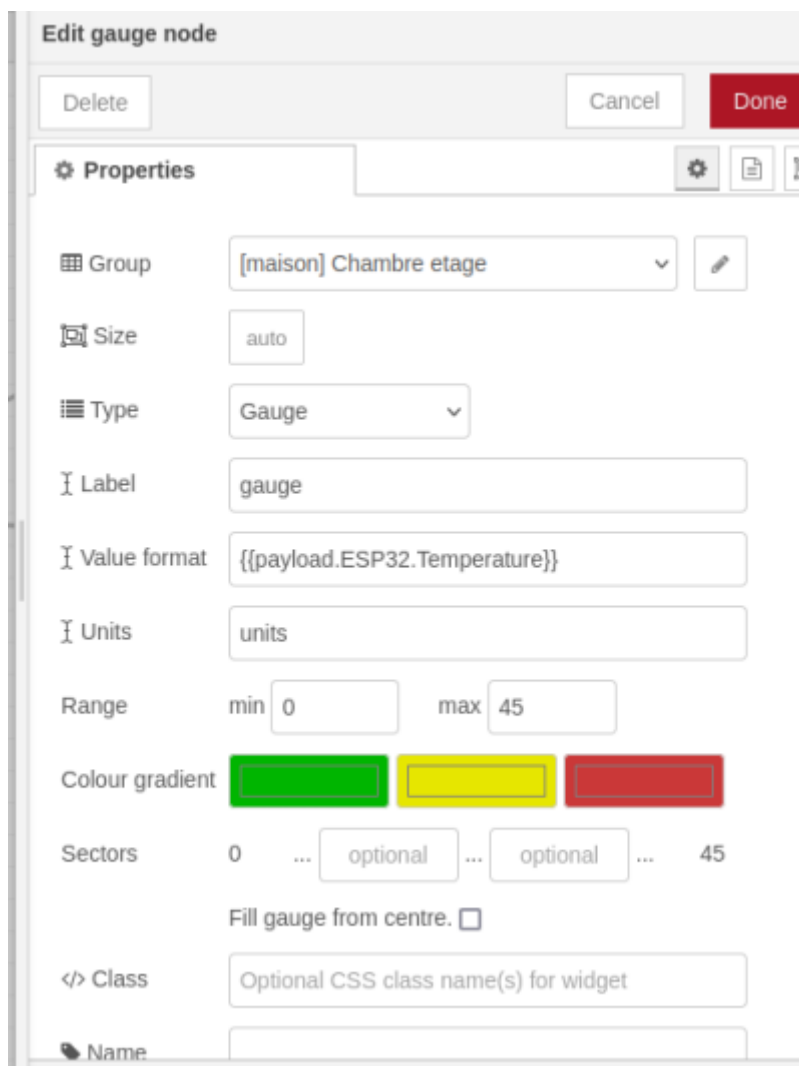 Edit gauge node
Delete Cancel Done
Properties
Group [maison] Chambre etage
Size auto
Type Gauge
Label gauge
Value format {{payload.ESP32.Temperature}}
Units units
Range min 0 max 45
Colour gradient
Sectors 0 ... optional ... optional ... 45
Fill gauge from centre.
</> Class Optional CSS class name(s) for widget
Name